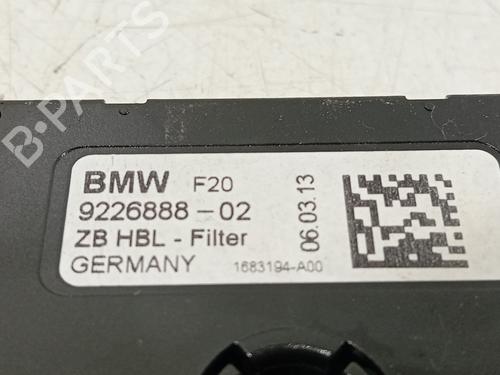 B-PARTS
BMW F20
9226888-02
ZB HBL - Filter
GERMANY 1683194-A00
06.03.13